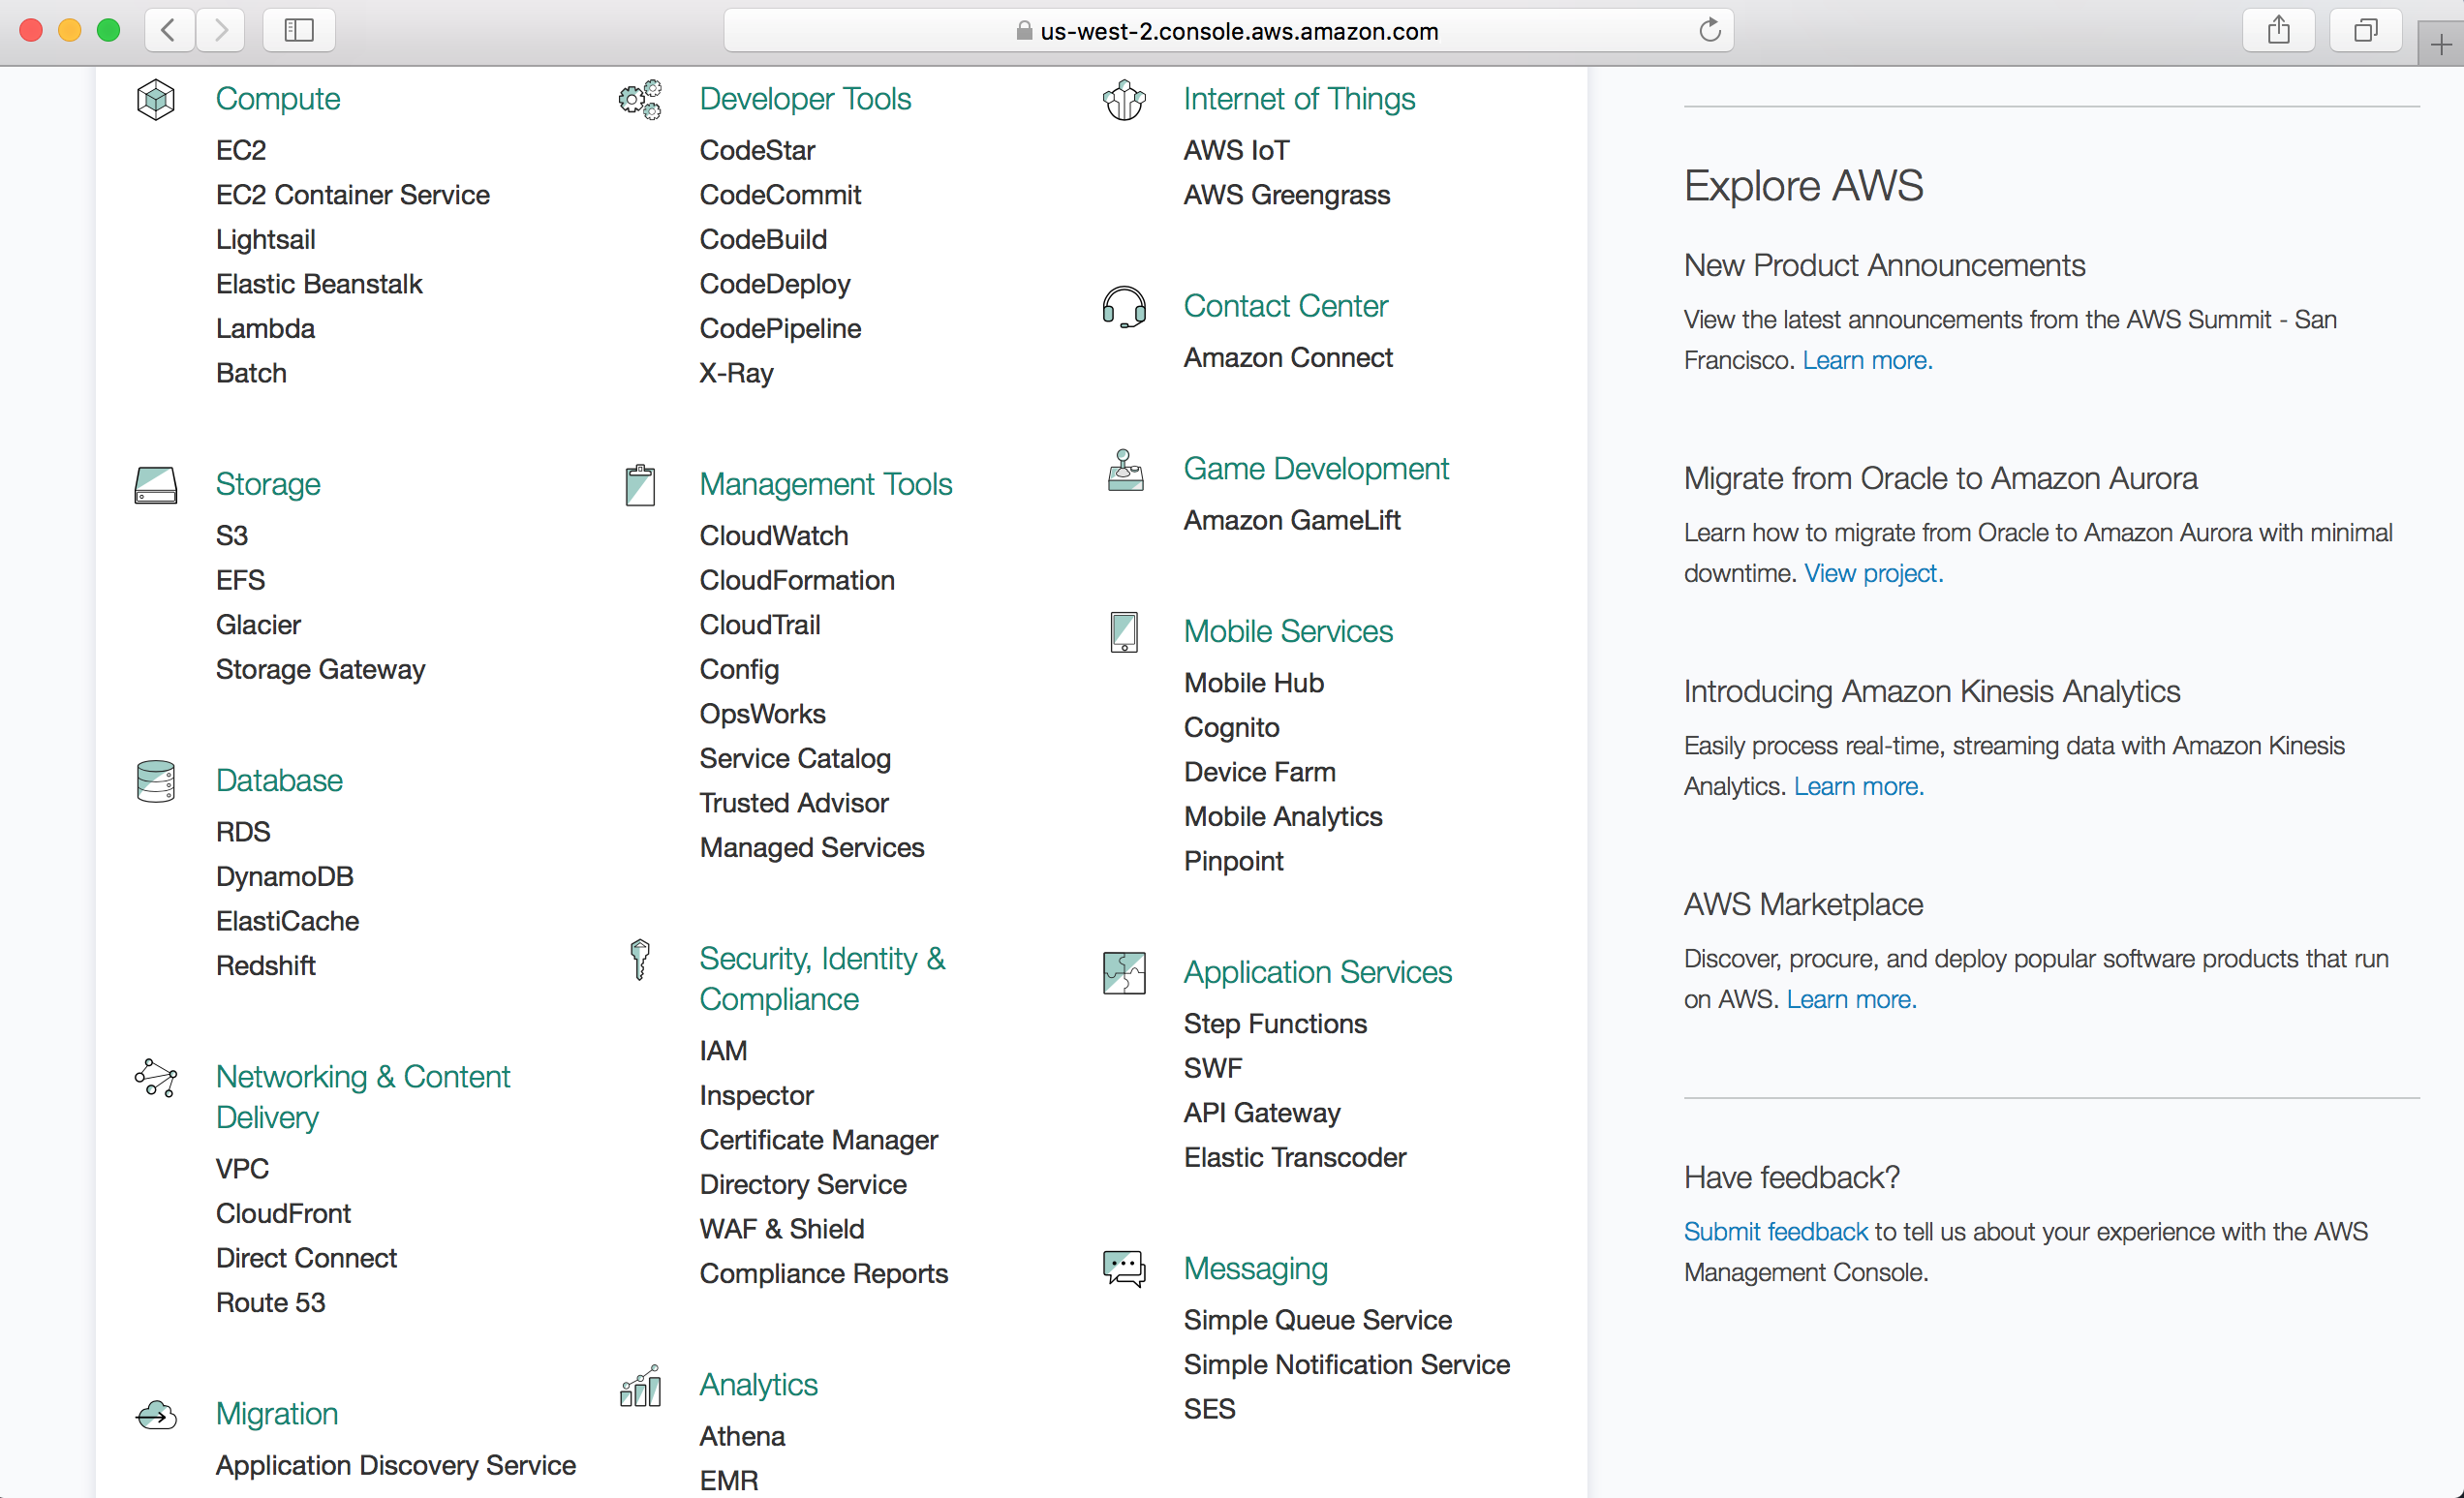 us-west-2.console.aws.amazon.com
Compute
EC2
EC2 Container Service
Lightsail
Elastic Beanstalk
Lambda
Batch
Storage
S3
EFS
Glacier
Storage Gateway
Database
RDS
DynamoDB
ElastiCache
Redshift
Networking & Content
Delivery
VPC
CloudFront
Direct Connect
Route 53
Migration
Application Discovery Service
Developer Tools
CodeStar
CodeCommit
CodeBuild
CodeDeploy
CodePipeline
X-Ray
Management Tools
CloudWatch
CloudFormation
CloudTrail
Config
OpsWorks
Service Catalog
Trusted Advisor
Managed Services
Security, Identity &
Compliance
IAM
Inspector
Certificate Manager
Directory Service
WAF & Shield
Compliance Reports
Analytics
Athena
EMR
Internet of Things
AWS IoT
AWS Greengrass
Contact Center
Amazon Connect
Game Development
Amazon GameLift
Mobile Services
Mobile Hub
Cognito
Device Farm
Mobile Analytics
Pinpoint
Application Services
Step Functions
SWF
API Gateway
Elastic Transcoder
Messaging
Simple Queue Service
Simple Notification Service
SES
Explore AWS
New Product Announcements
View the latest announcements from the AWS Summit - San
Francisco. Learn more.
Migrate from Oracle to Amazon Aurora
Learn how to migrate from Oracle to Amazon Aurora with minimal
downtime. View project.
Introducing Amazon Kinesis Analytics
Easily process real-time, streaming data with Amazon Kinesis
Analytics. Learn more.
AWS Marketplace
Discover, procure, and deploy popular software products that run
on AWS. Learn more.
Have feedback?
Submit feedback to tell us about your experience with the AWS
Management Console.